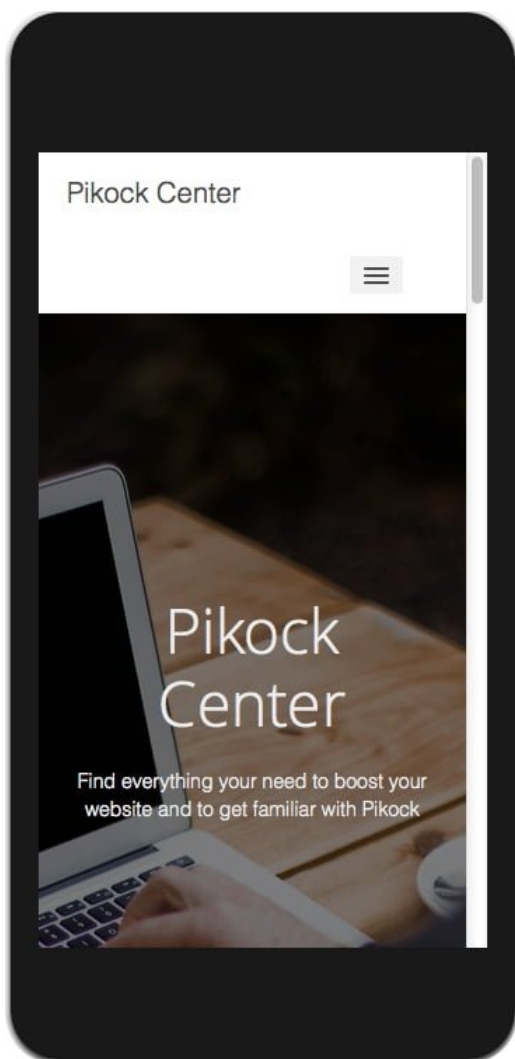 Pikock Center
Pikock
Center
Find everything your need to boost your
website and to get familiar with Pikock